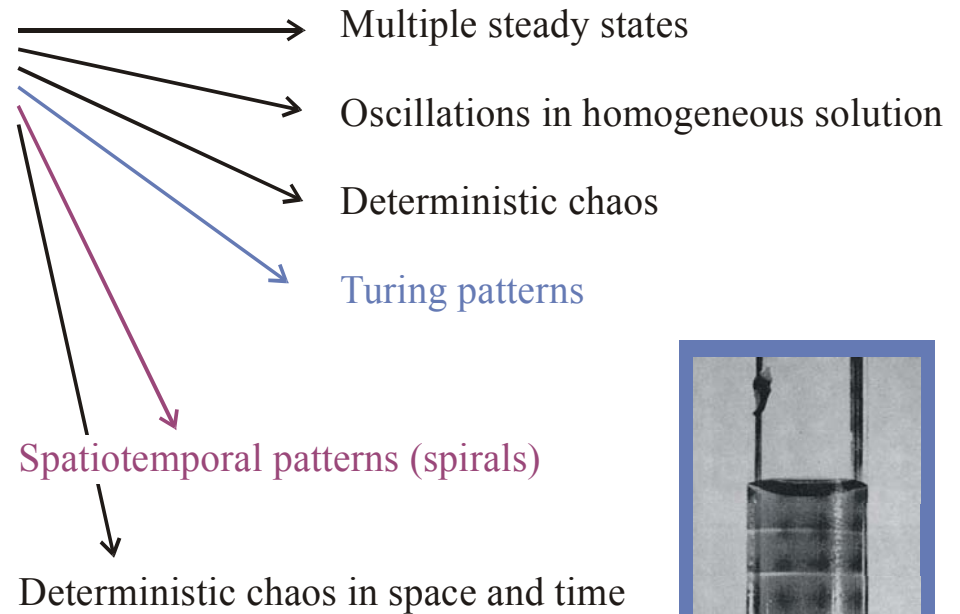 Multiple steady states
Oscillations in homogeneous solution
Deterministic chaos
Turing patterns
Spatiotemporal patterns (spirals)
Deterministic chaos in space and time